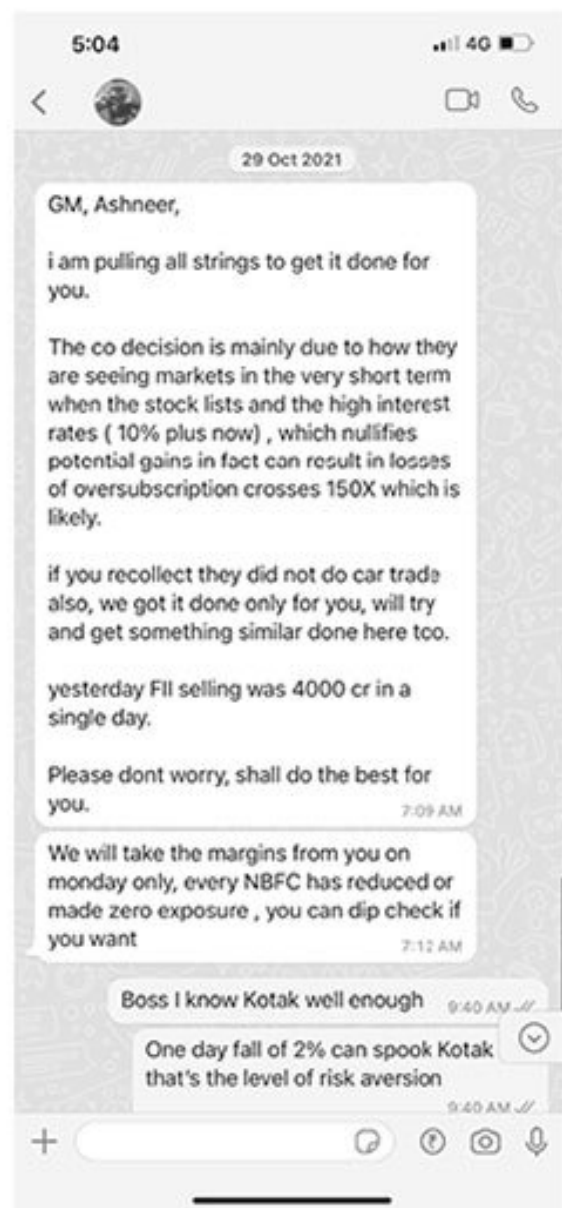 5:04
4G
29 Oct 2021
GM, Ashneer,
i am pulling all strings to get it done for
you.
The co decision is mainly due to how they
are seeing markets in the very short term
when the stock lists and the high interest
rates ( 10% plus now) , which nullifies
potential gains in fact can result in losses
of oversubscription crosses 150X which is
likely.
if you recollect they did not do car trade
also, we got it done only for you, will try
and get something similar done here too.
yesterday FII selling was 4000 cr in a
single day.
Please dont worry, shall do the best for
you.
7:09 AM
We will take the margins from you on
monday only, every NBFC has reduced or
made zero exposure , you can dip check if
you want
7:12 AM
Boss I know Kotak well enough
9:40 AM
One day fall of 2% can spook Kotak
that's the level of risk aversion
9:40 AM